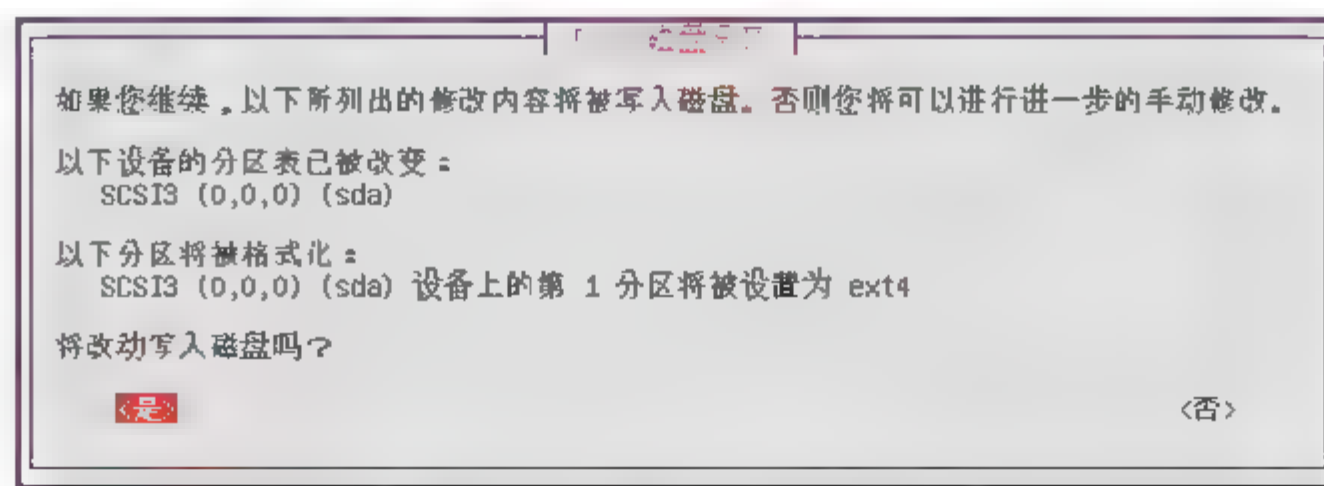 如果您继续，以下所列出的修改内容将被写入磁盘。否则您将可以进行进一步的手动修改。
以下设备的分区表已被改变：
SCSI3 (0,0,0) (sda)
以下分区将被格式化：
SCSI3 (0,0,0) (sda) 设备上的第 1 分区将被设置为 ext4
将改动写入磁盘吗？
<是> <否>